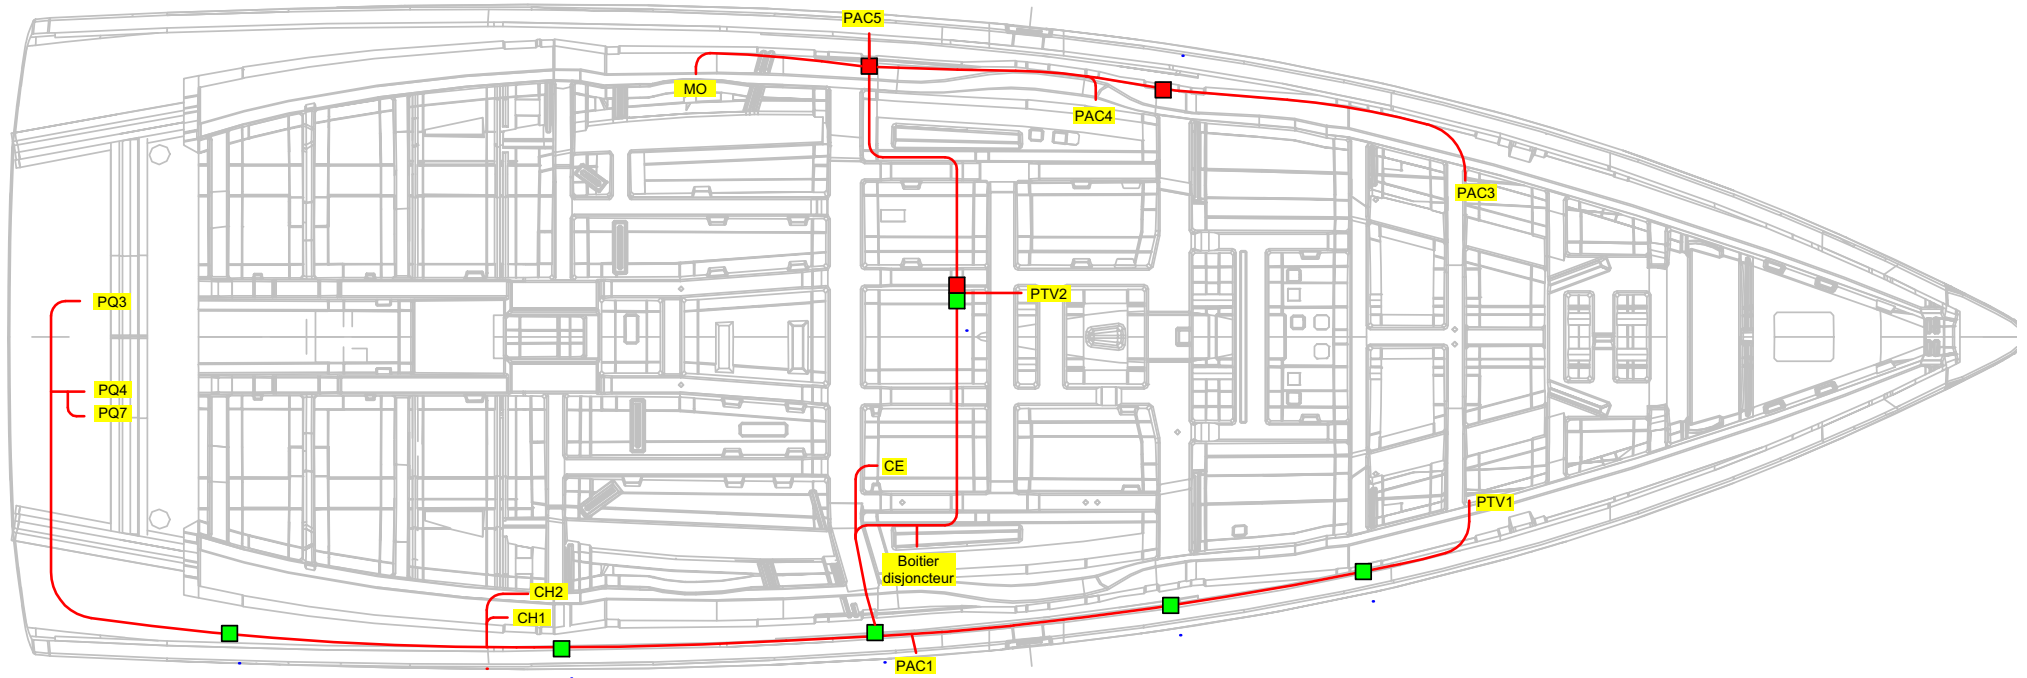 PAC5
MO
PAC4
PAC3
PQ3
PTV2
PQ4
PQ7
CE
PTV1
Boitier
disjoncteur
CH2
CH1
PAC1